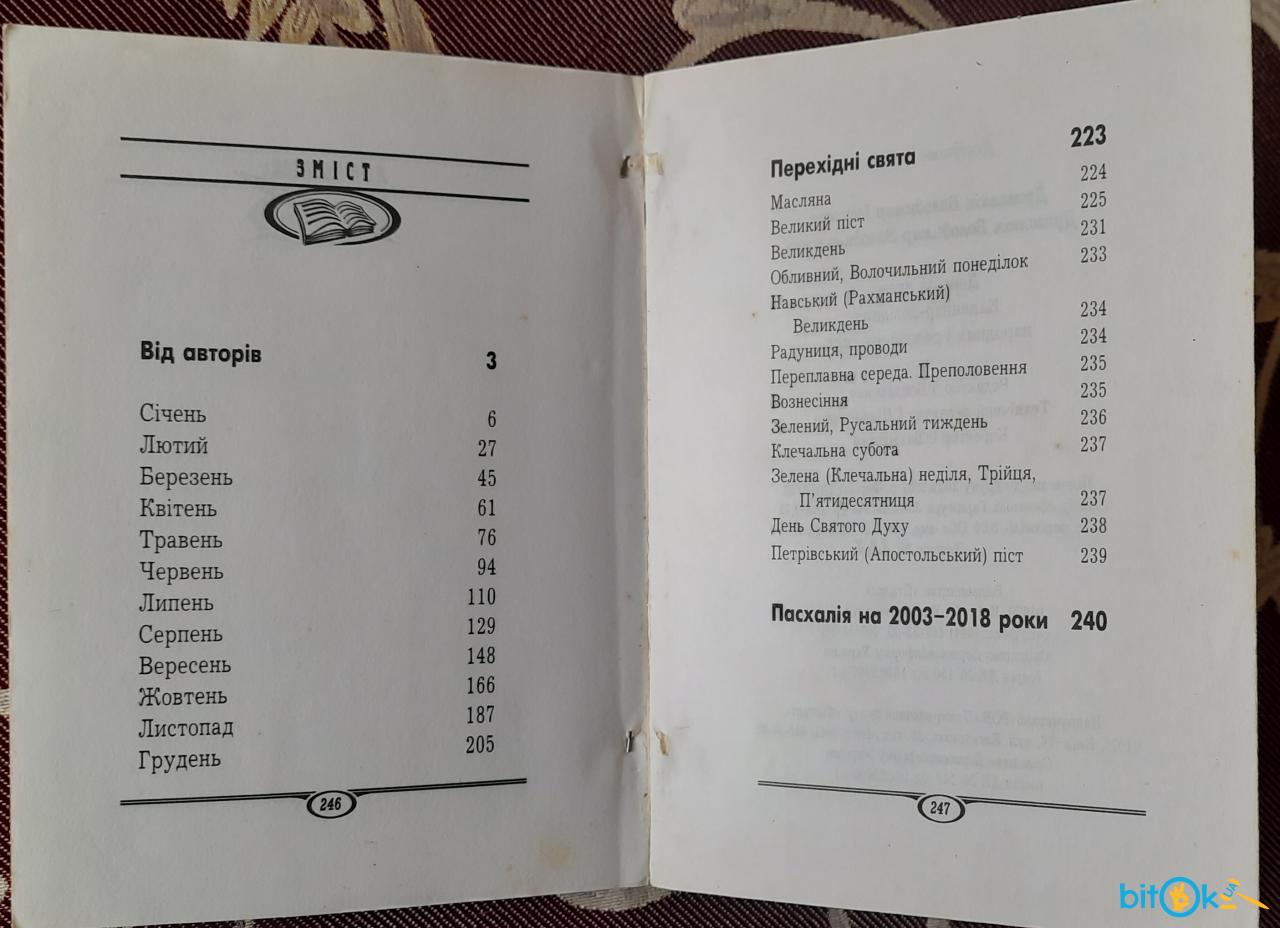 ЗМІСТ
Від авторів 3
Січень 6
Лютий 27
Березень 45
Квітень 61
Травень 76
Червень 94
Липень 110
Серпень 129
Вересень 148
Жовтень 166
Листопад 187
Грудень 205
246
Перехідні свята 223
Масляна 224
Великий піст 225
Великдень 231
Обливний, Волочильний понеділок 233
Навський (Рахманський)
Великдень 234
Радуниця, проводи 234
Переплавна середа. Преполовення 235
Вознесіння 235
Зелений, Русальний тиждень 236
Клечальна субота 237
Зелена (Клечальна) неділя, Трійця,
П'ятидесятниця 237
День Святого Духу 238
Петрівський (Апостольський) піст 239
Пасхалія на 2003–2018 роки 240
247
bitOk UA